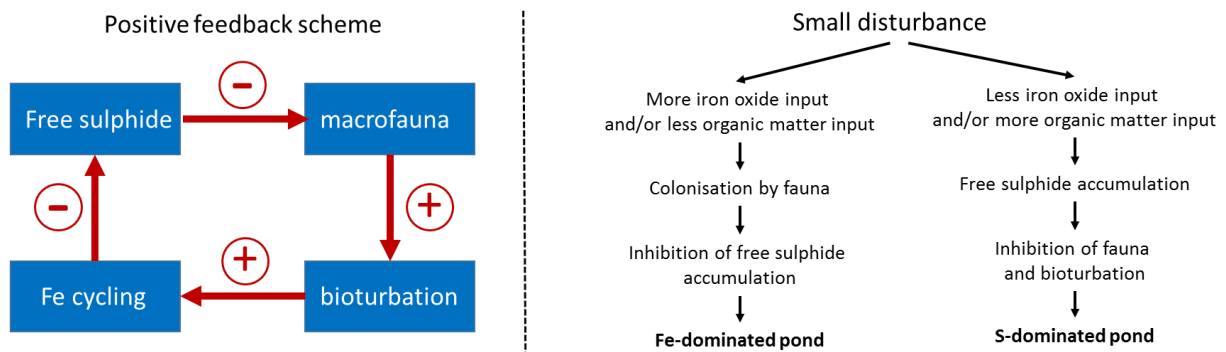 Positive feedback scheme
Free sulphide
−
macrofauna
−
+
+
Fe cycling
bioturbation
Small disturbance
More iron oxide input
and/or less organic matter input
Colonisation by fauna
Inhibition of free sulphide
accumulation
Fe-dominated pond
Less iron oxide input
and/or more organic matter input
Free sulphide accumulation
Inhibition of fauna
and bioturbation
S-dominated pond